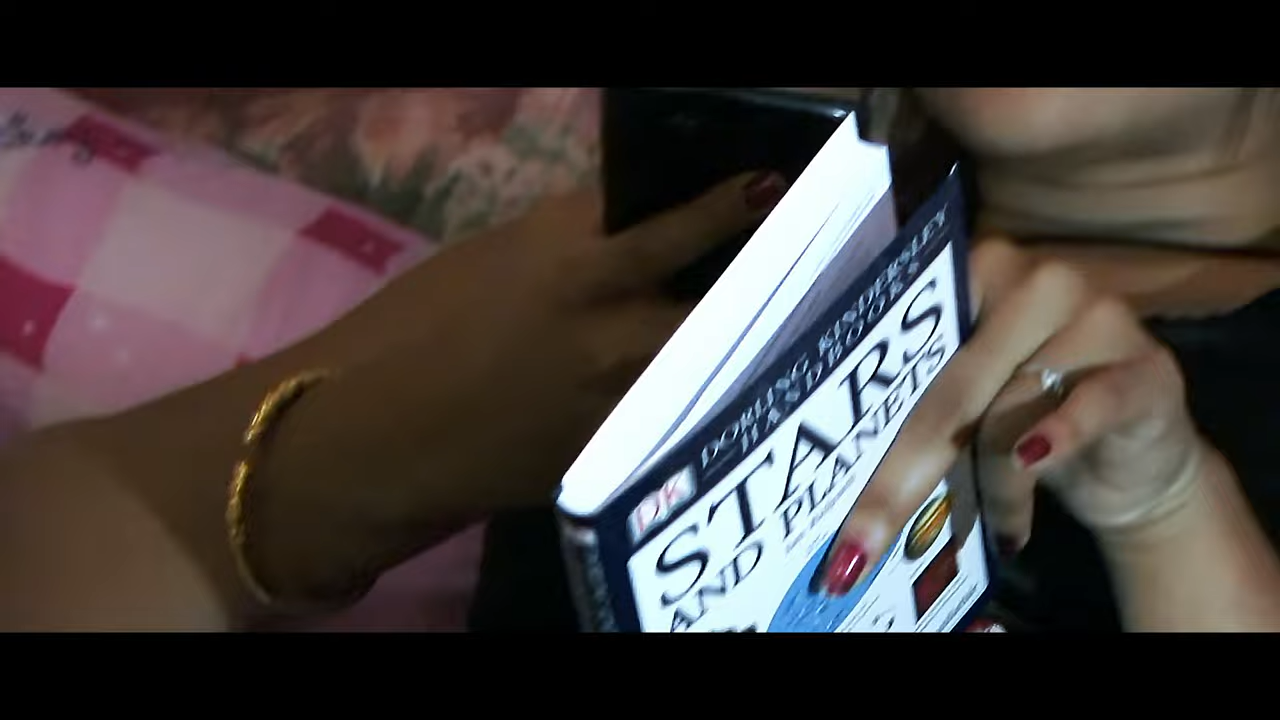 DORLING KINDERSLEY
HANDBOOKS
DK
STARS
AND PLANETS